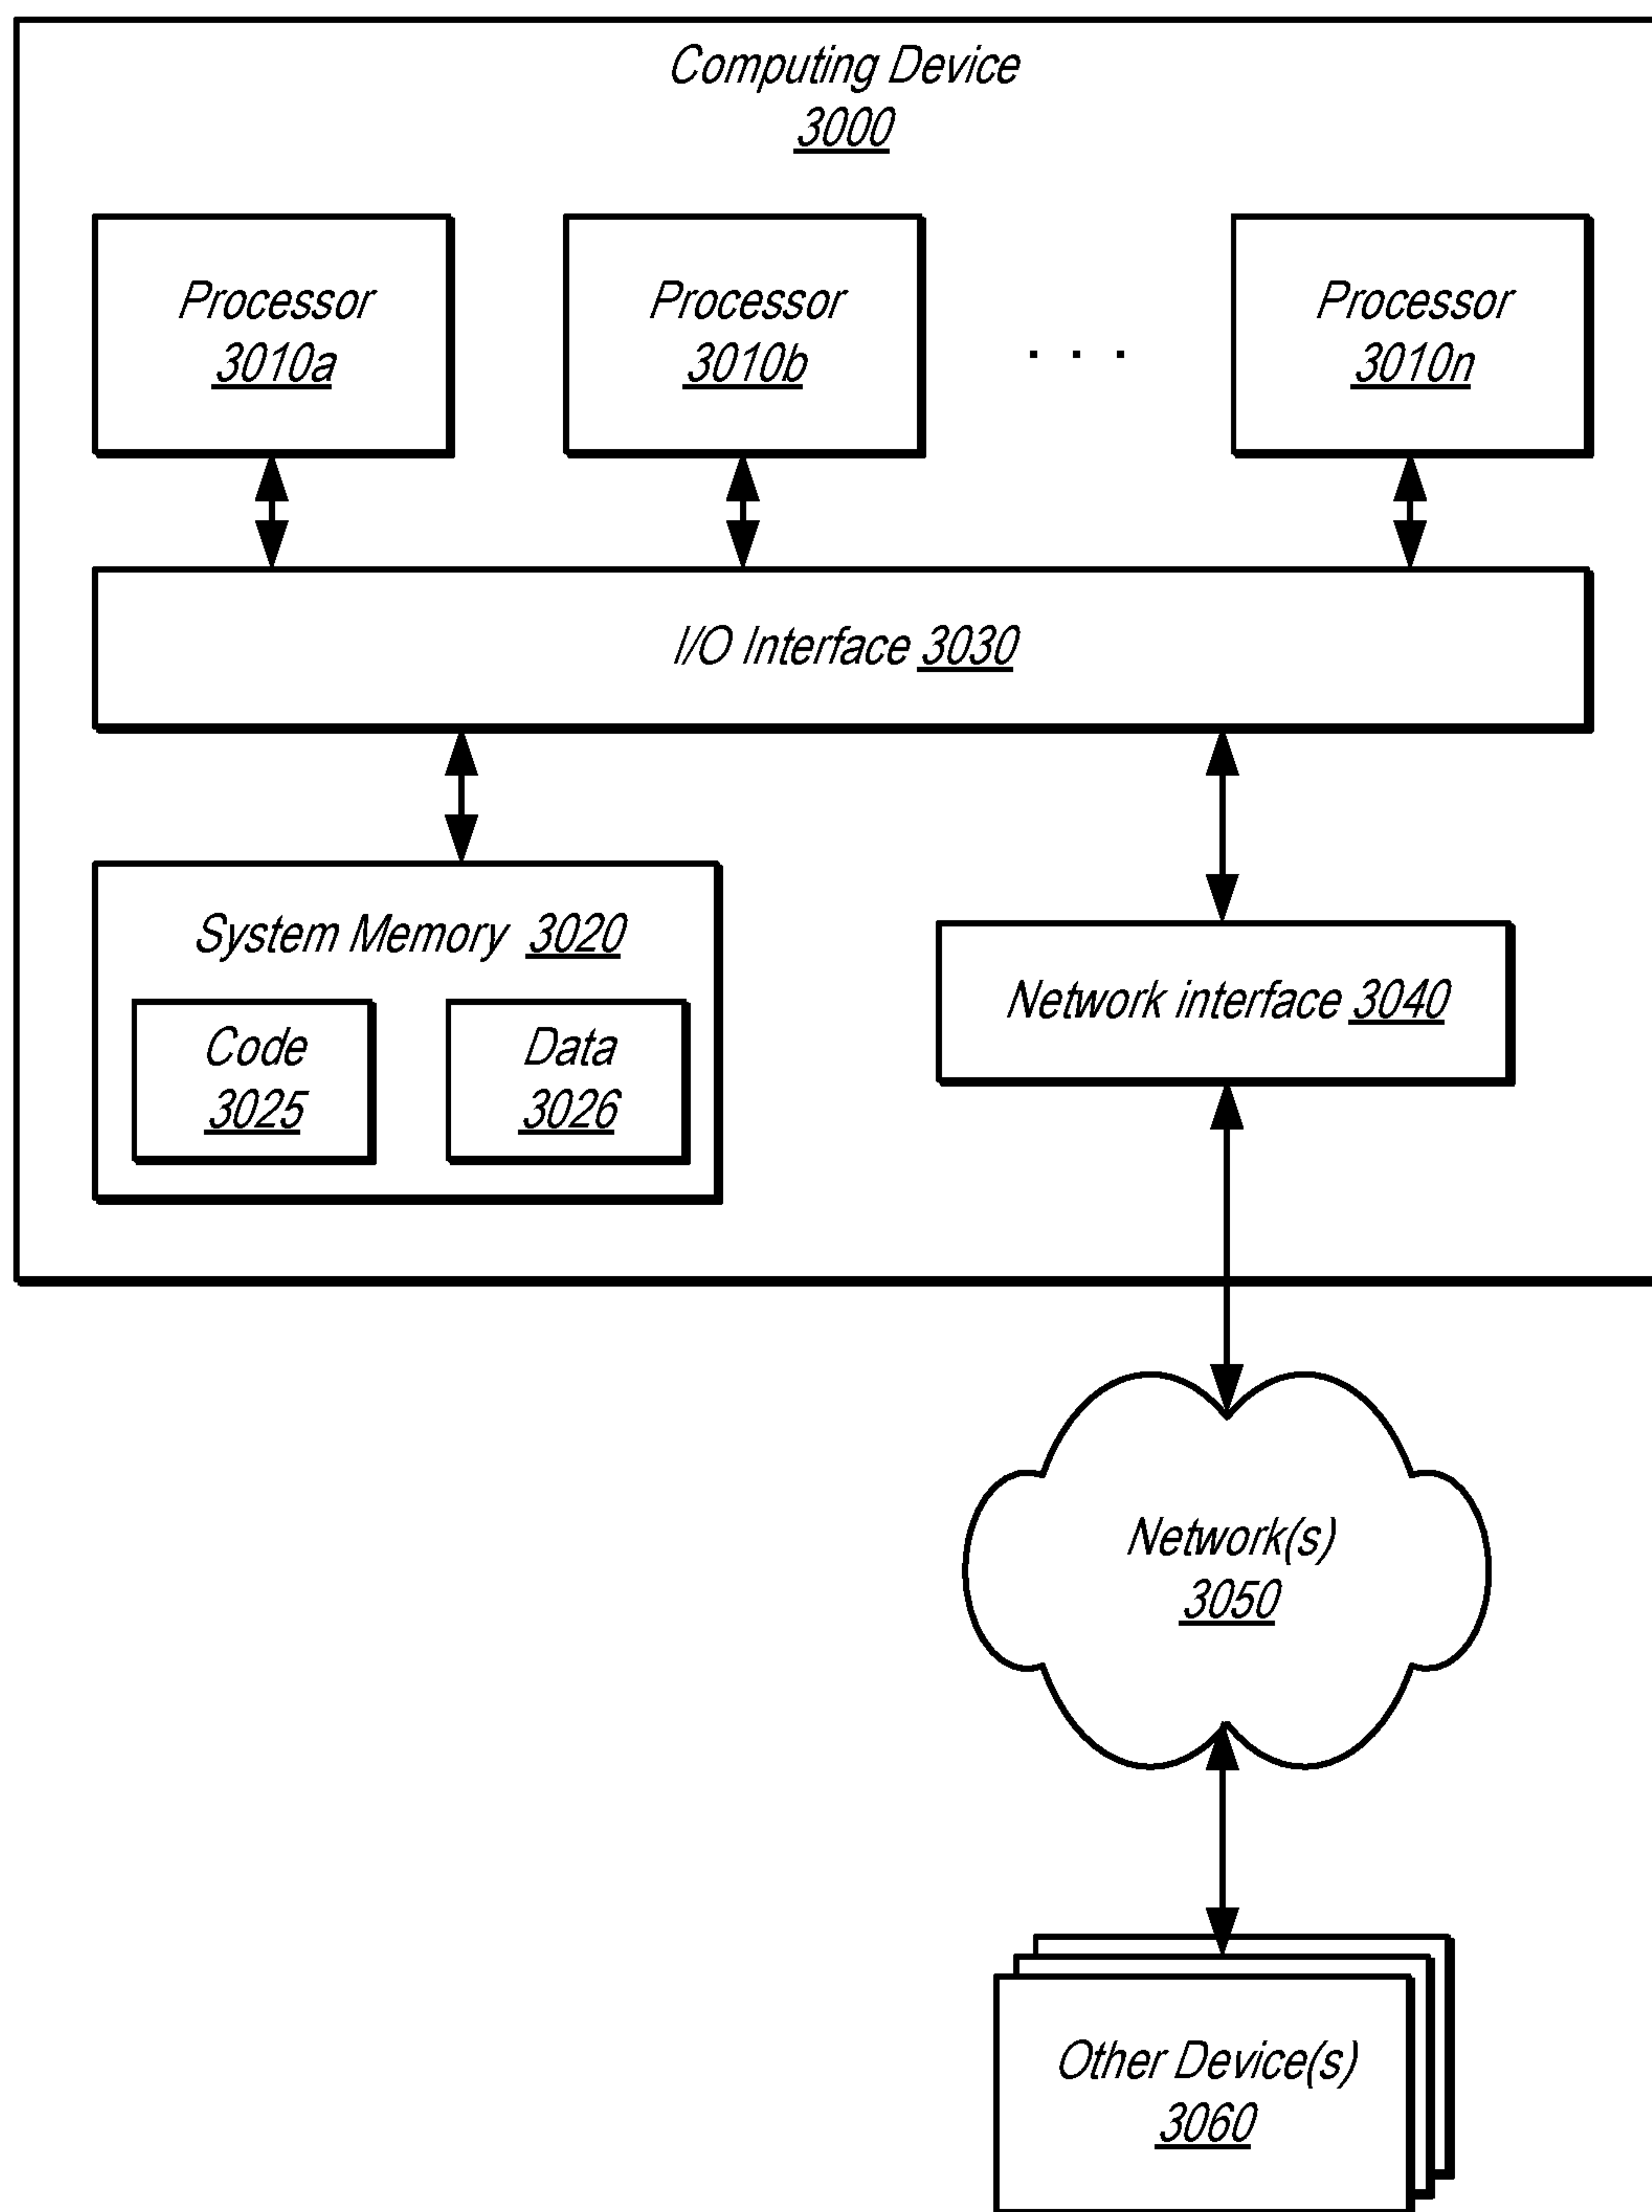 Computing Device
3000
Processor
3010a
Processor
3010b
. . .
Processor
3010n
I/O Interface 3030
System Memory 3020
Code
3025
Data
3026
Network interface 3040
Network(s)
3050
Other Device(s)
3060